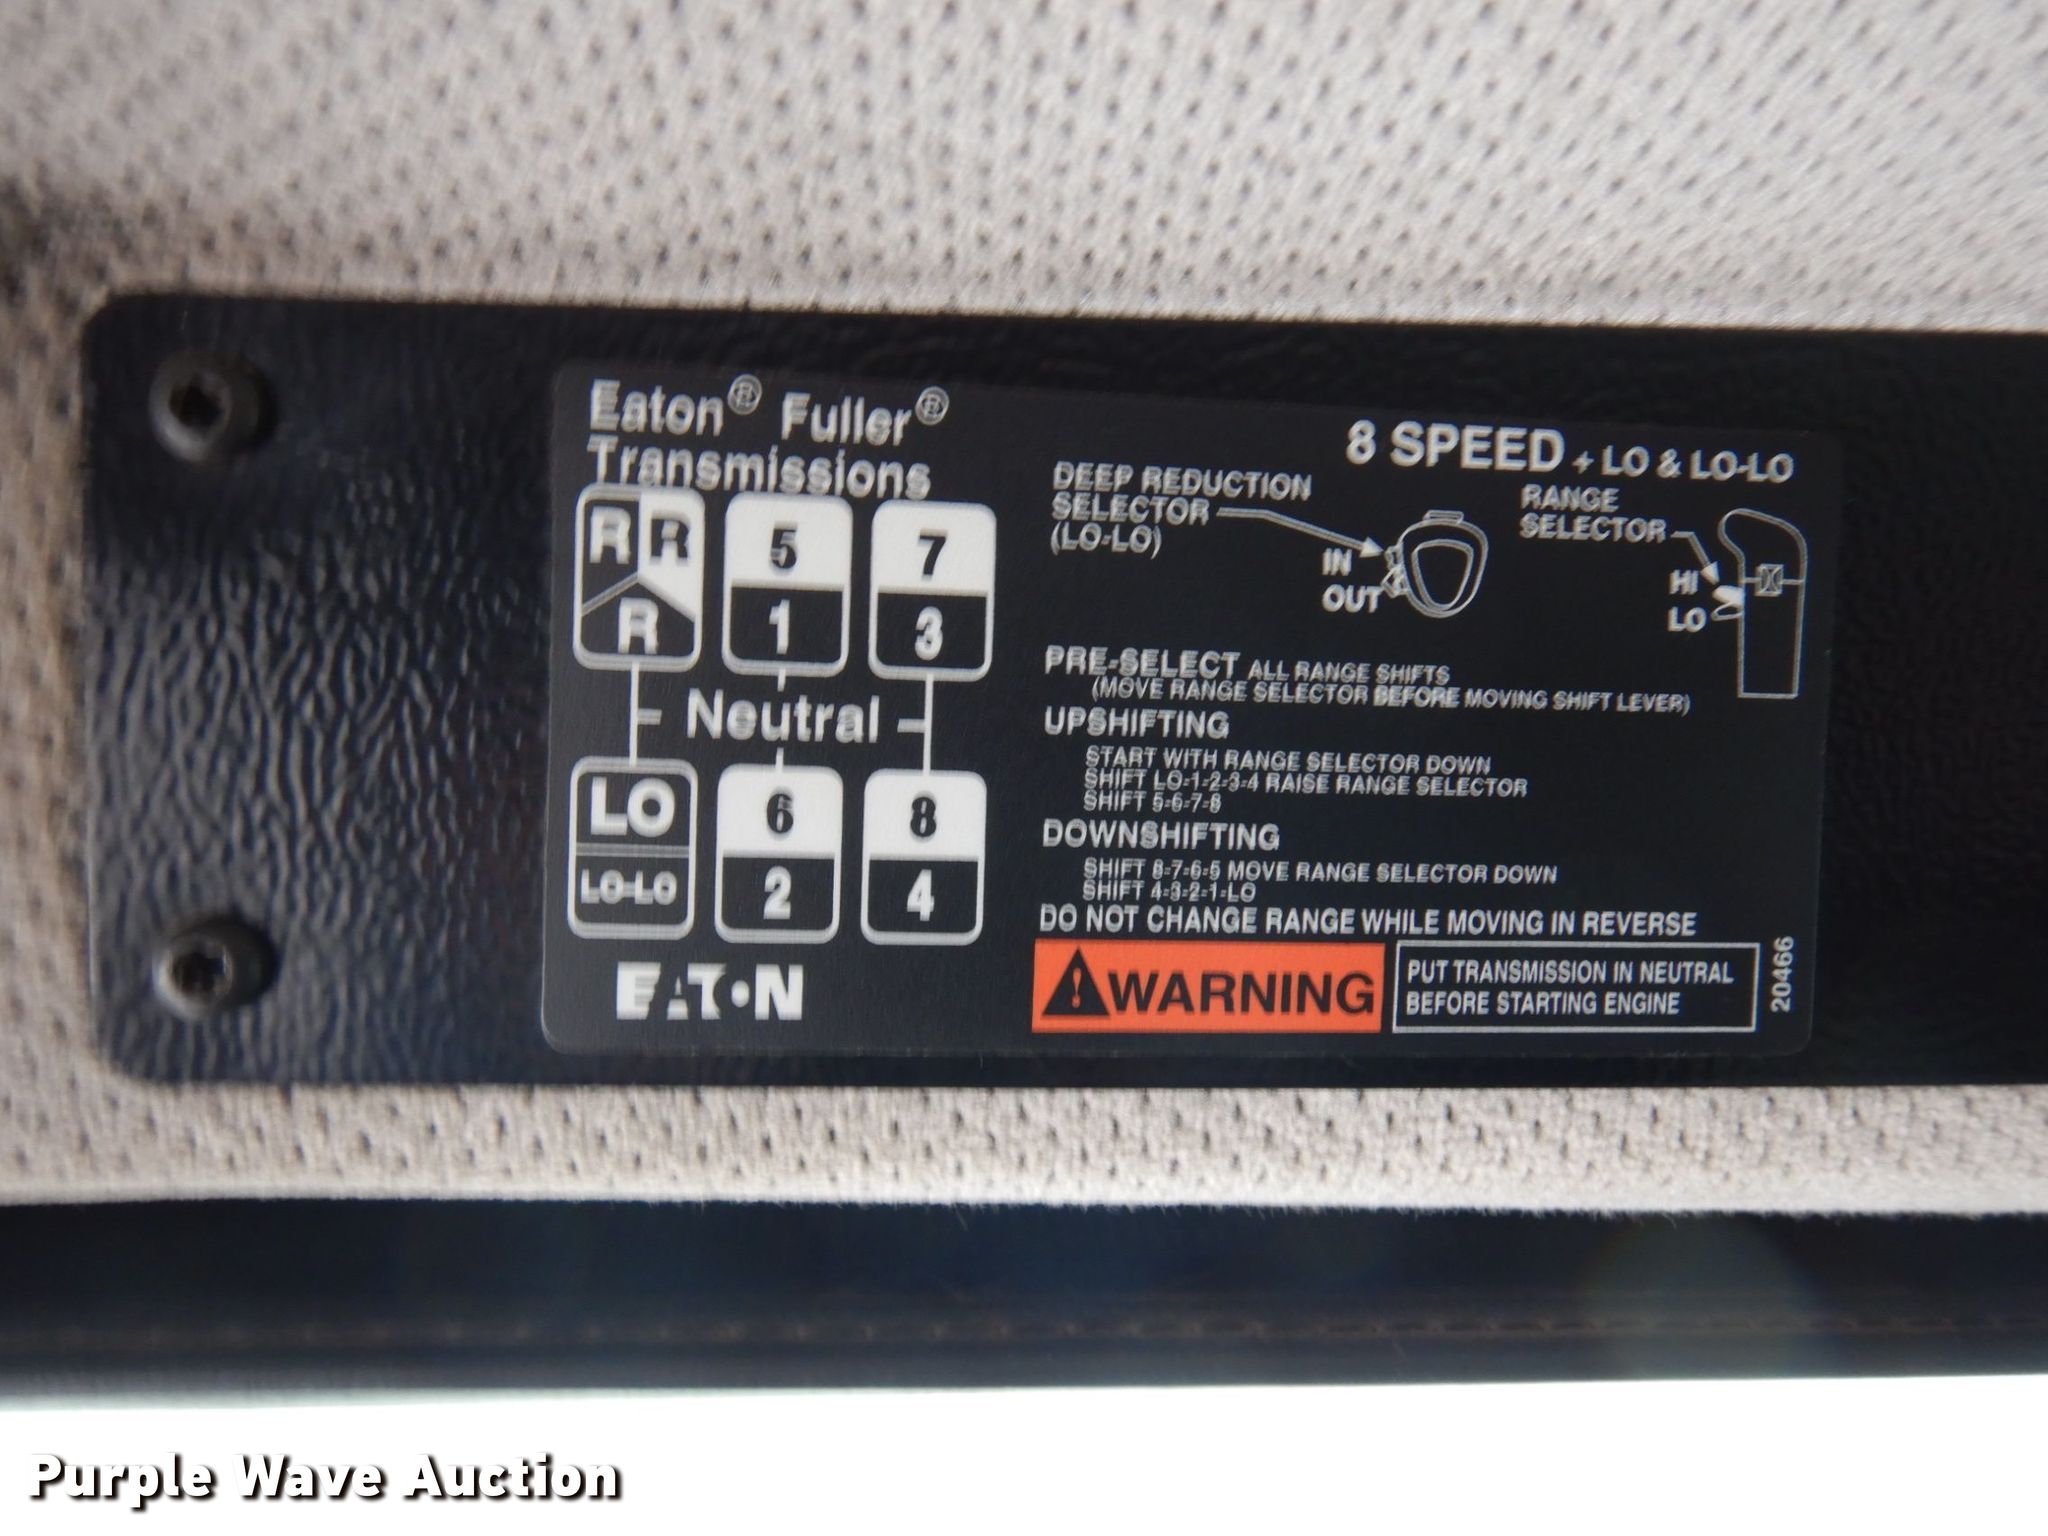 Eaton® Fuller®
Transmissions
8 SPEED + LO & LO-LO
R R
R
5
1
7
3
Neutral
LO
LO-LO
6
2
8
4
EATON
DEEP REDUCTION
SELECTOR
(LO-LO)
IN
OUT
RANGE
SELECTOR
HI
LO
PRE-SELECT ALL RANGE SHIFTS
(MOVE RANGE SELECTOR BEFORE MOVING SHIFT LEVER)
UPSHIFTING
START WITH RANGE SELECTOR DOWN
SHIFT LO-1-2-3-4 RAISE RANGE SELECTOR
SHIFT 5-6-7-8
DOWNSHIFTING
SHIFT 8-7-6-5 MOVE RANGE SELECTOR DOWN
SHIFT 4-3-2-1-LO
DO NOT CHANGE RANGE WHILE MOVING IN REVERSE
WARNING
PUT TRANSMISSION IN NEUTRAL
BEFORE STARTING ENGINE
20466
Purple Wave Auction